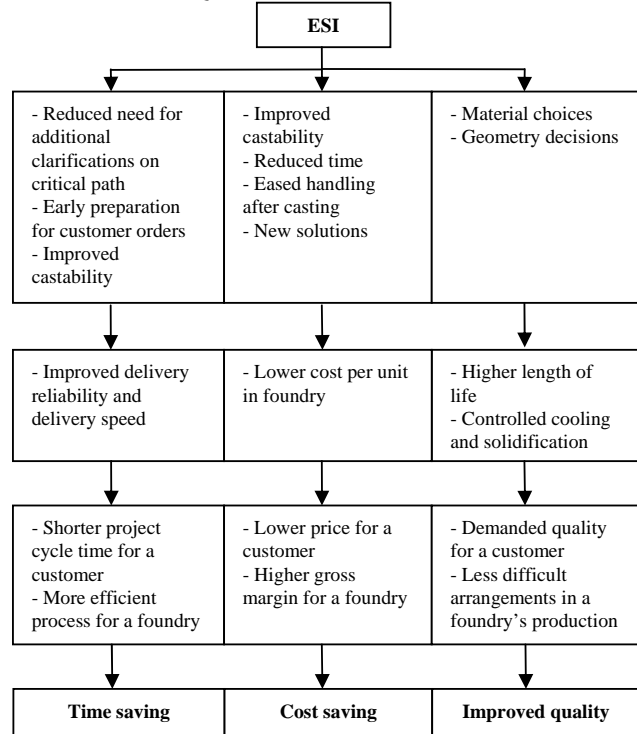 ESI
- Reduced need for
additional
clarifications on
critical path
- Early preparation
for customer orders
- Improved
castability
- Improved
castability
- Reduced time
- Eased handling
after casting
- New solutions
- Material choices
- Geometry decisions
- Improved delivery
reliability and
delivery speed
- Lower cost per unit
in foundry
- Higher length of
life
- Controlled cooling
and solidification
- Shorter project
cycle time for a
customer
- More efficient
process for a foundry
- Lower price for a
customer
- Higher gross
margin for a foundry
- Demanded quality
for a customer
- Less difficult
arrangements in a
foundry's production
Time saving
Cost saving
Improved quality